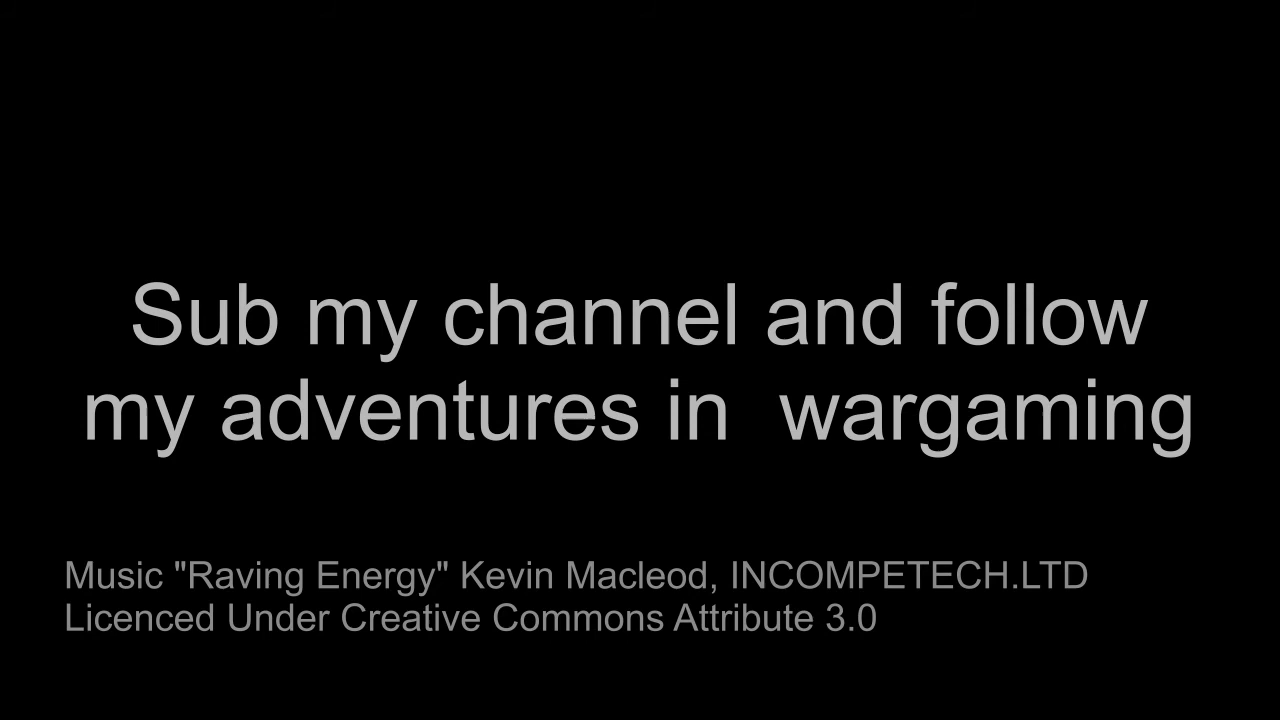 Sub my channel and follow
my adventures in  wargaming
Music "Raving Energy" Kevin Macleod, INCOMPETECH.LTD
Licenced Under Creative Commons Attribute 3.0